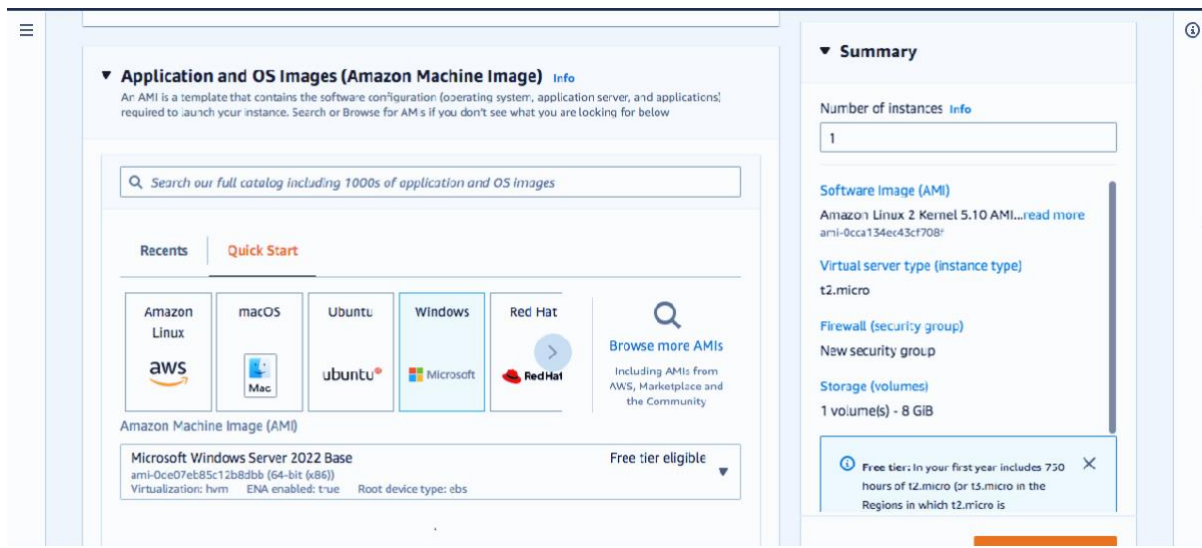 Application and OS Images (Amazon Machine Image) Info
An AMI is a template that contains the software configuration (operating system, application server, and applications)
required to launch your instance. Search or Browse for AMIs if you don't see what you are looking for below
Search our full catalog including 1000s of application and OS images
Recents
Quick Start
Amazon
Linux
aws
macOS
Mac
Ubuntu
ubuntu
Windows
Microsoft
Red Hat
RedHat
Browse more AMIs
Including AMIs from
AWS, Marketplace and
the Community
Amazon Machine Image (AMI)
Microsoft Windows Server 2022 Base
Free tier eligible
ami-0ce07eb85c12b8dbb (64-bit (x86))
Virtualization: hvm ENA enabled: true Root device type: ebs
Summary
Number of instances Info
1
Software Image (AMI)
Amazon Linux 2 Kernel 5.10 AMI...read more
ami-0cca134ec43cf708f
Virtual server type (instance type)
t2.micro
Firewall (security group)
New security group
Storage (volumes)
1 volume(s) - 8 GiB
Free tier: In your first year includes 750
hours of t2.micro (or t3.micro in the
Regions in which t2.micro is